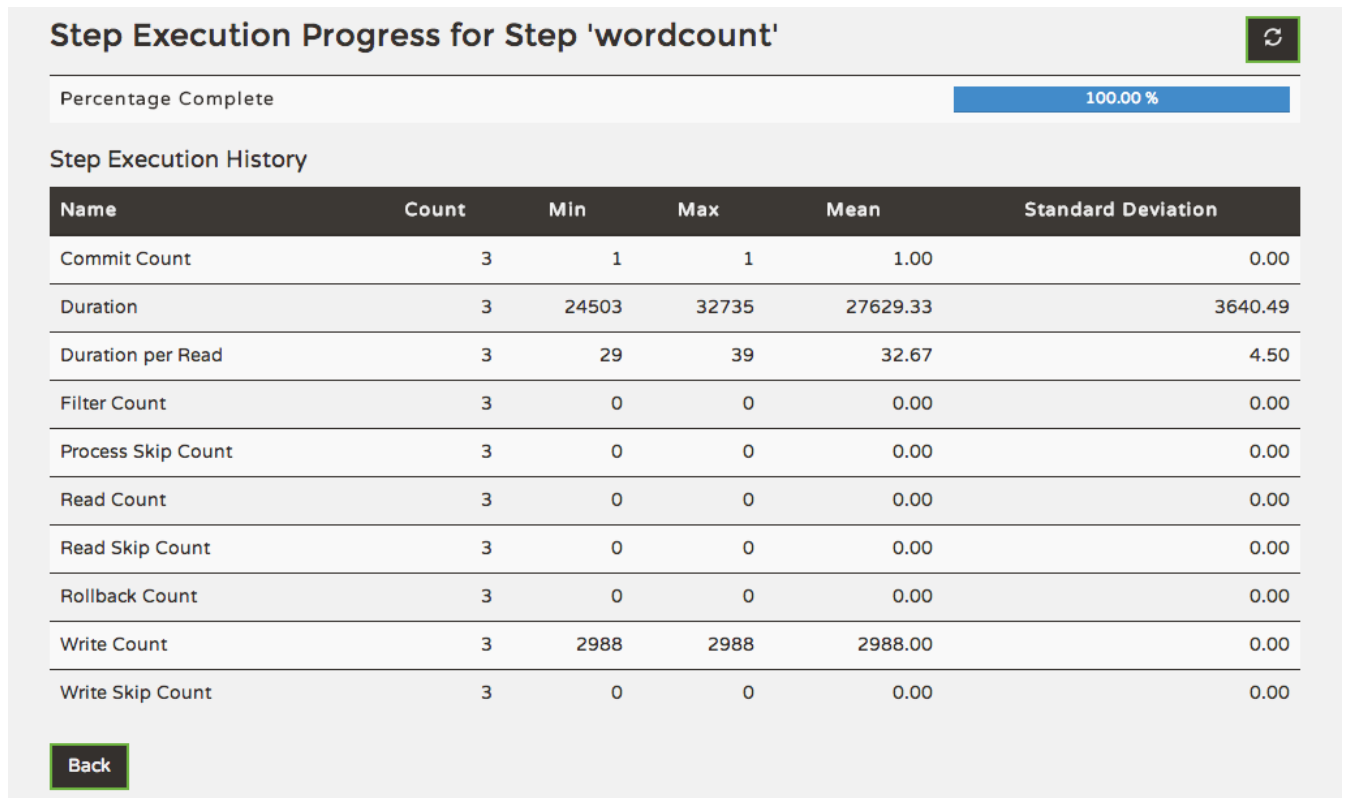 Step Execution Progress for Step 'wordcount'
Percentage Complete 100.00 %
Step Execution History
Name Count Min Max Mean Standard Deviation
Commit Count 3 1 1 1.00 0.00
Duration 3 24503 32735 27629.33 3640.49
Duration per Read 3 29 39 32.67 4.50
Filter Count 3 0 0 0.00 0.00
Process Skip Count 3 0 0 0.00 0.00
Read Count 3 0 0 0.00 0.00
Read Skip Count 3 0 0 0.00 0.00
Rollback Count 3 0 0 0.00 0.00
Write Count 3 2988 2988 2988.00 0.00
Write Skip Count 3 0 0 0.00 0.00
Back